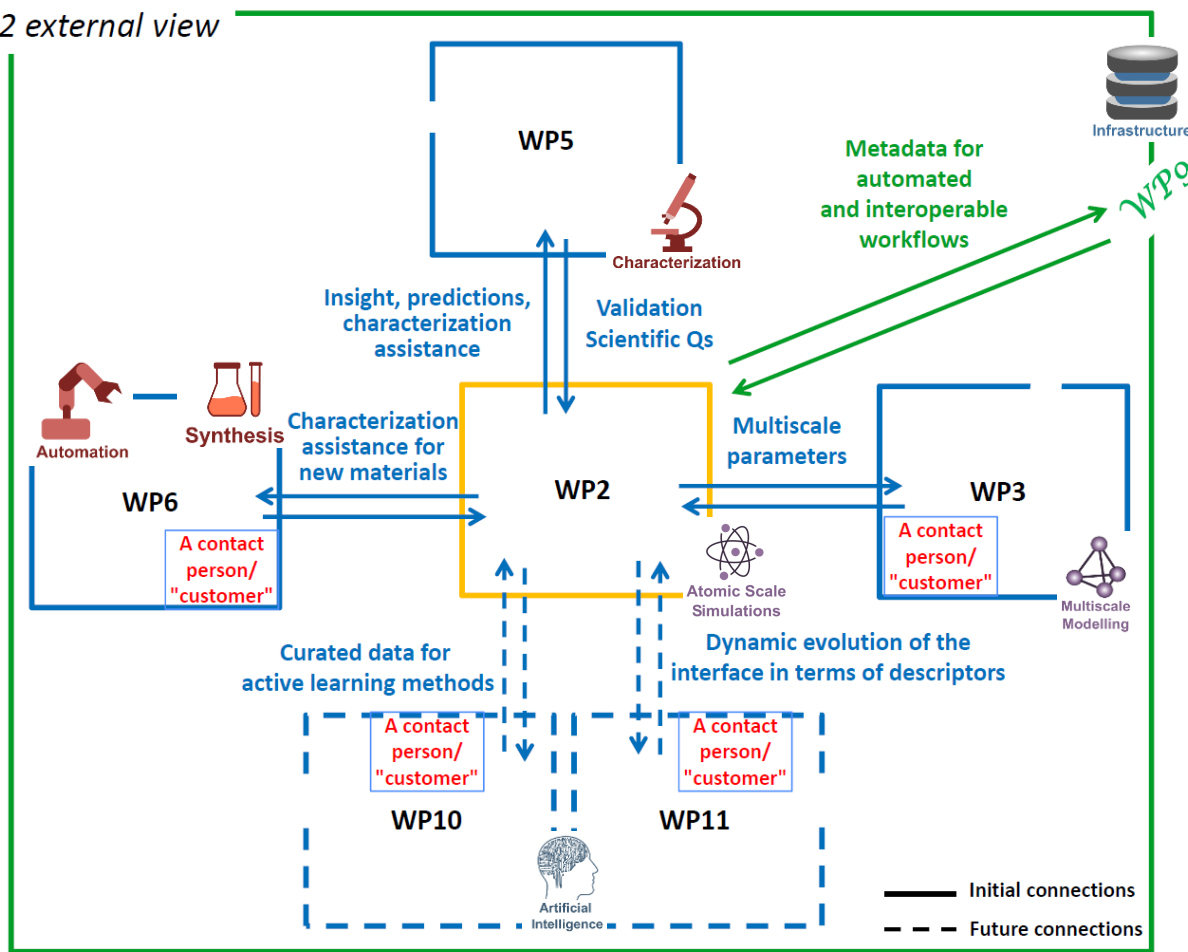 2 external view
Infrastructure
WP9
WP5
Metadata for
automated
and interoperable
workflows
Characterization
Insight, predictions,
characterization
assistance
Validation
Scientific Qs
Automation
Synthesis
Characterization
assistance for
new materials
Multiscale
parameters
WP6
WP2
WP3
A contact
person/
"customer"
A contact
person/
"customer"
Atomic Scale
Simulations
Multiscale
Modelling
Curated data for
active learning methods
Dynamic evolution of the
interface in terms of descriptors
A contact
person/
"customer"
A contact
person/
"customer"
WP10
WP11
Artificial
Intelligence
Initial connections
Future connections